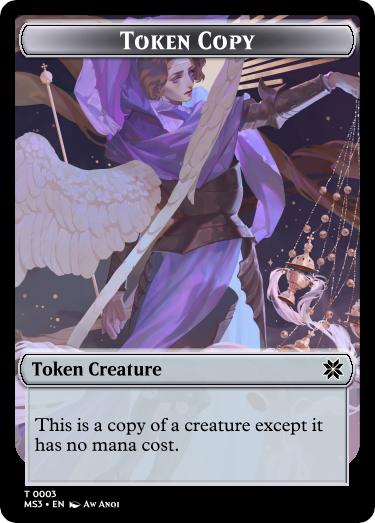 Token Copy
Token Creature
This is a copy of a creature except it
has no mana cost.
T 0003
MS3 • EN Aw Anoi